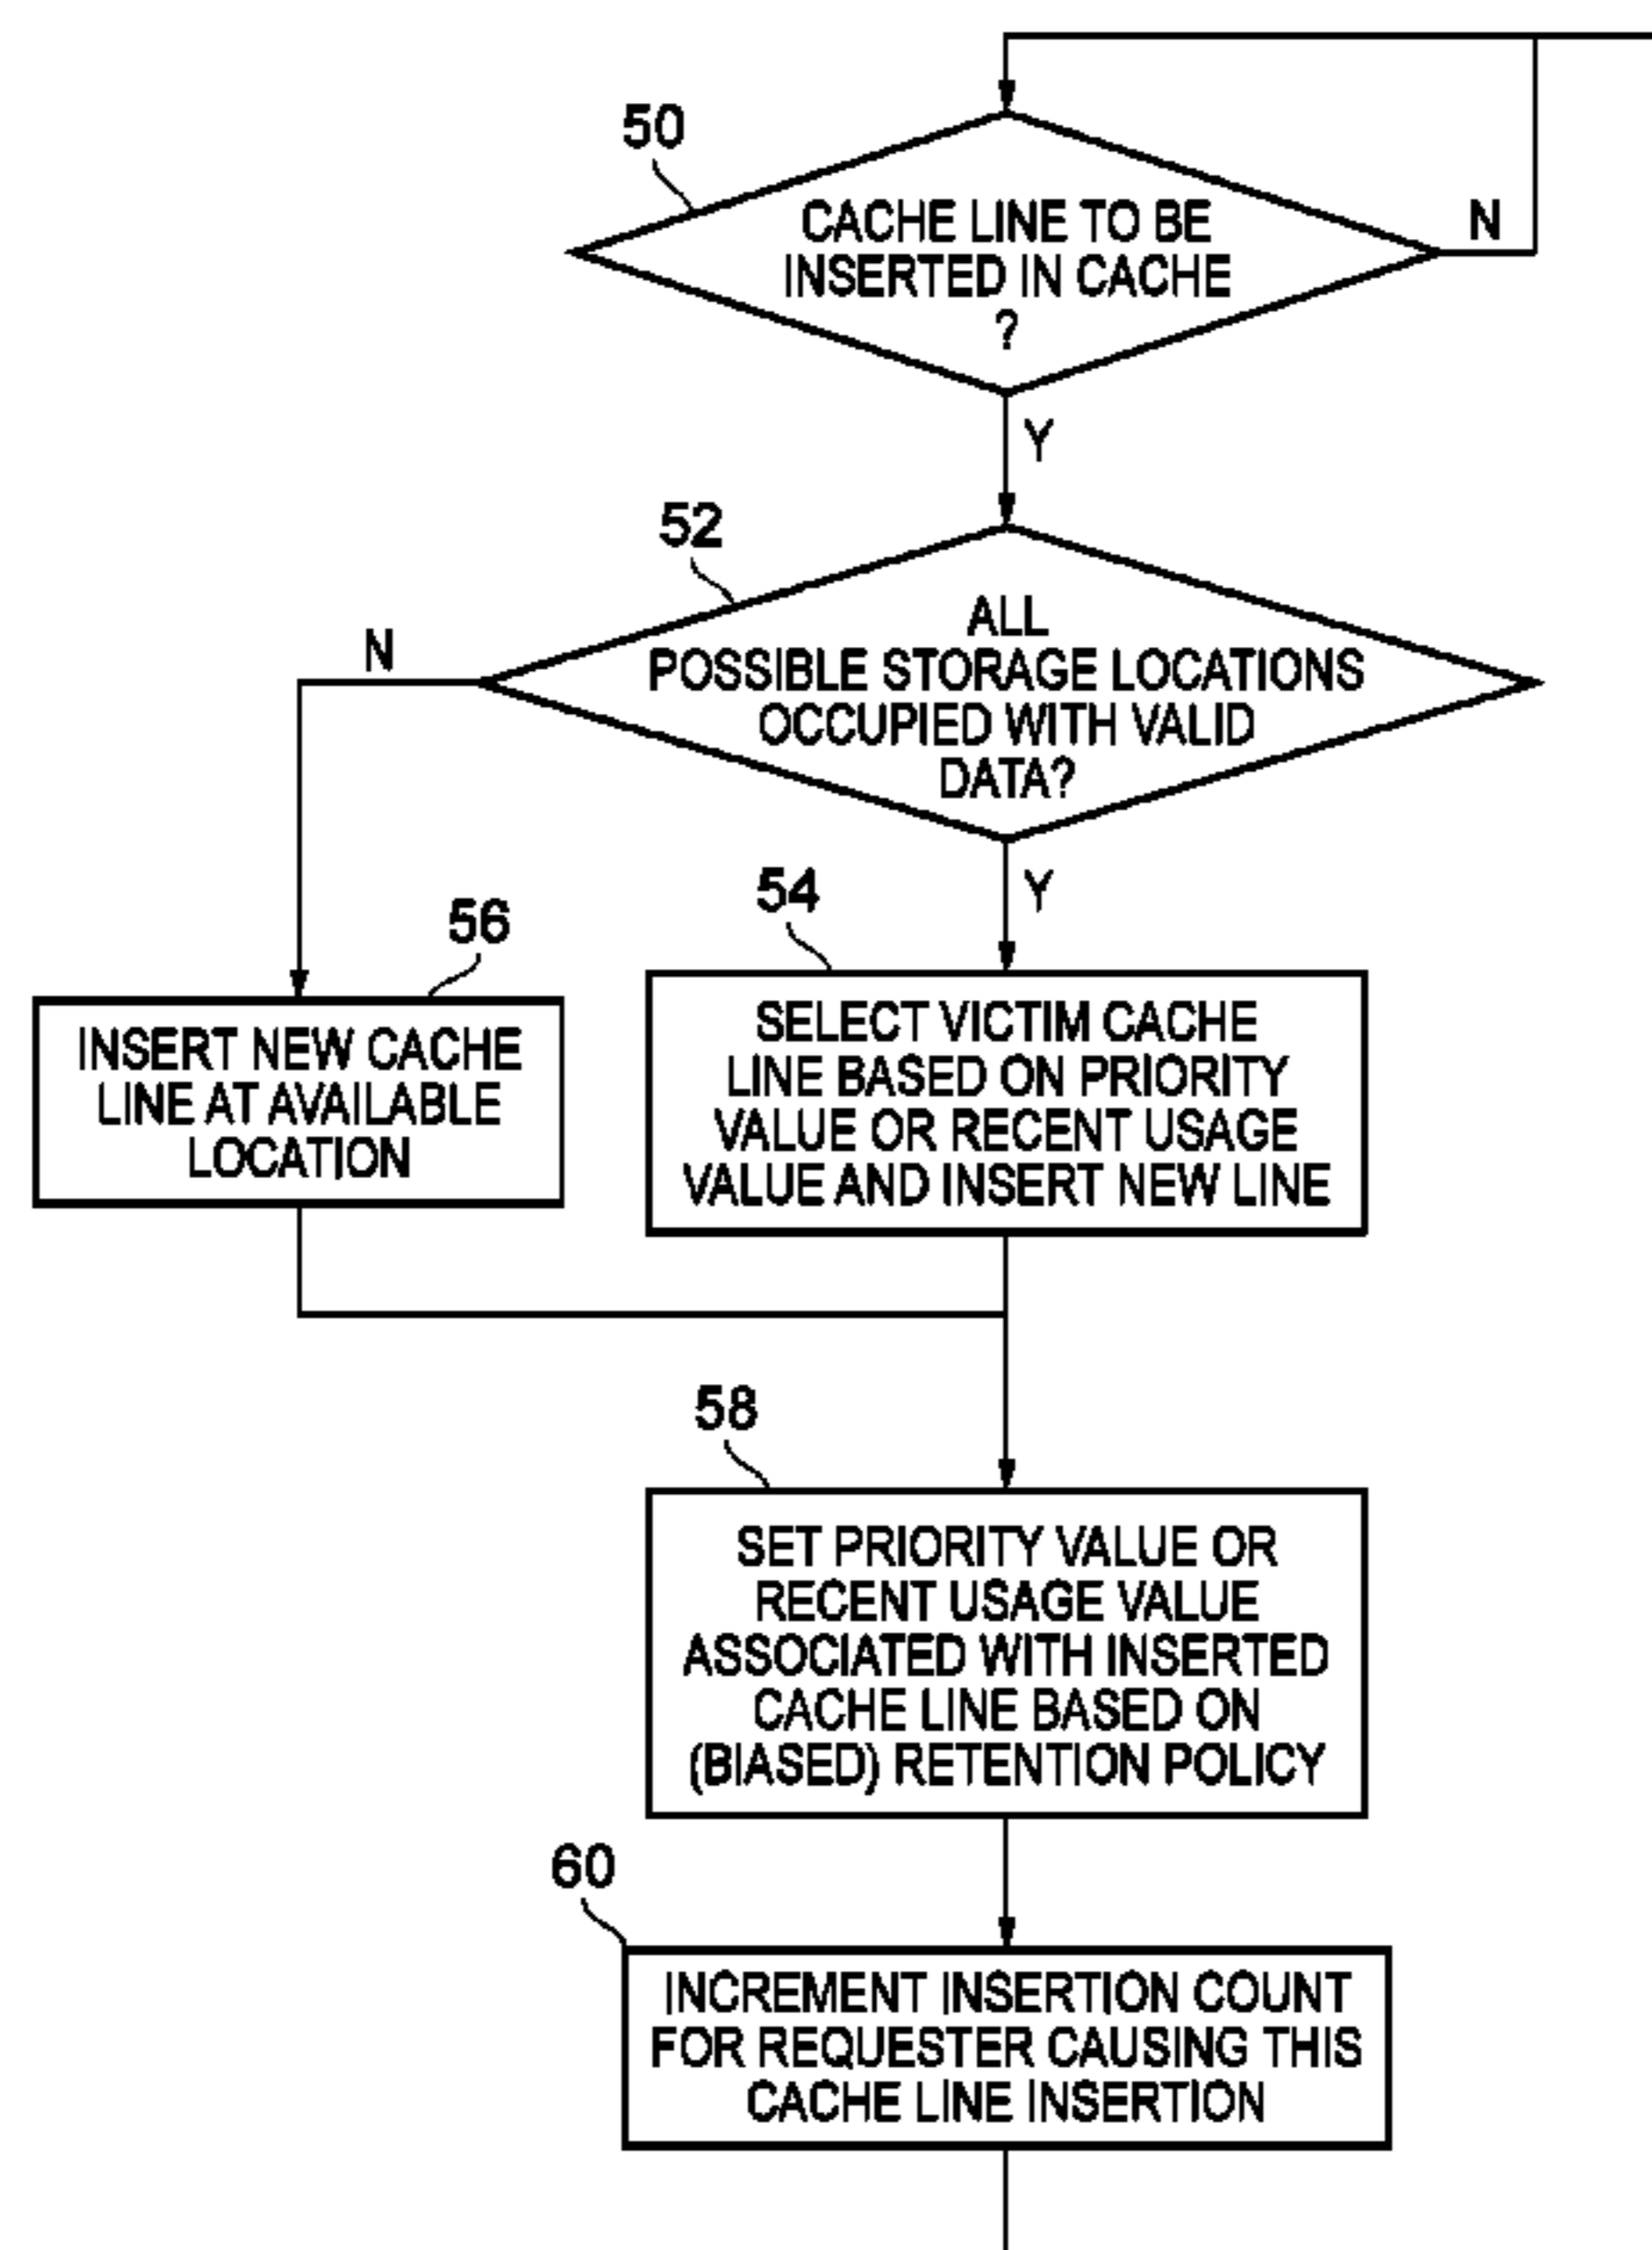 50
CACHE LINE TO BE
INSERTED IN CACHE
?
N
Y
52
ALL
POSSIBLE STORAGE LOCATIONS
OCCUPIED WITH VALID
DATA?
N
Y
56
INSERT NEW CACHE
LINE AT AVAILABLE
LOCATION
54
SELECT VICTIM CACHE
LINE BASED ON PRIORITY
VALUE OR RECENT USAGE
VALUE AND INSERT NEW LINE
58
SET PRIORITY VALUE OR
RECENT USAGE VALUE
ASSOCIATED WITH INSERTED
CACHE LINE BASED ON
(BIASED) RETENTION POLICY
60
INCREMENT INSERTION COUNT
FOR REQUESTER CAUSING THIS
CACHE LINE INSERTION